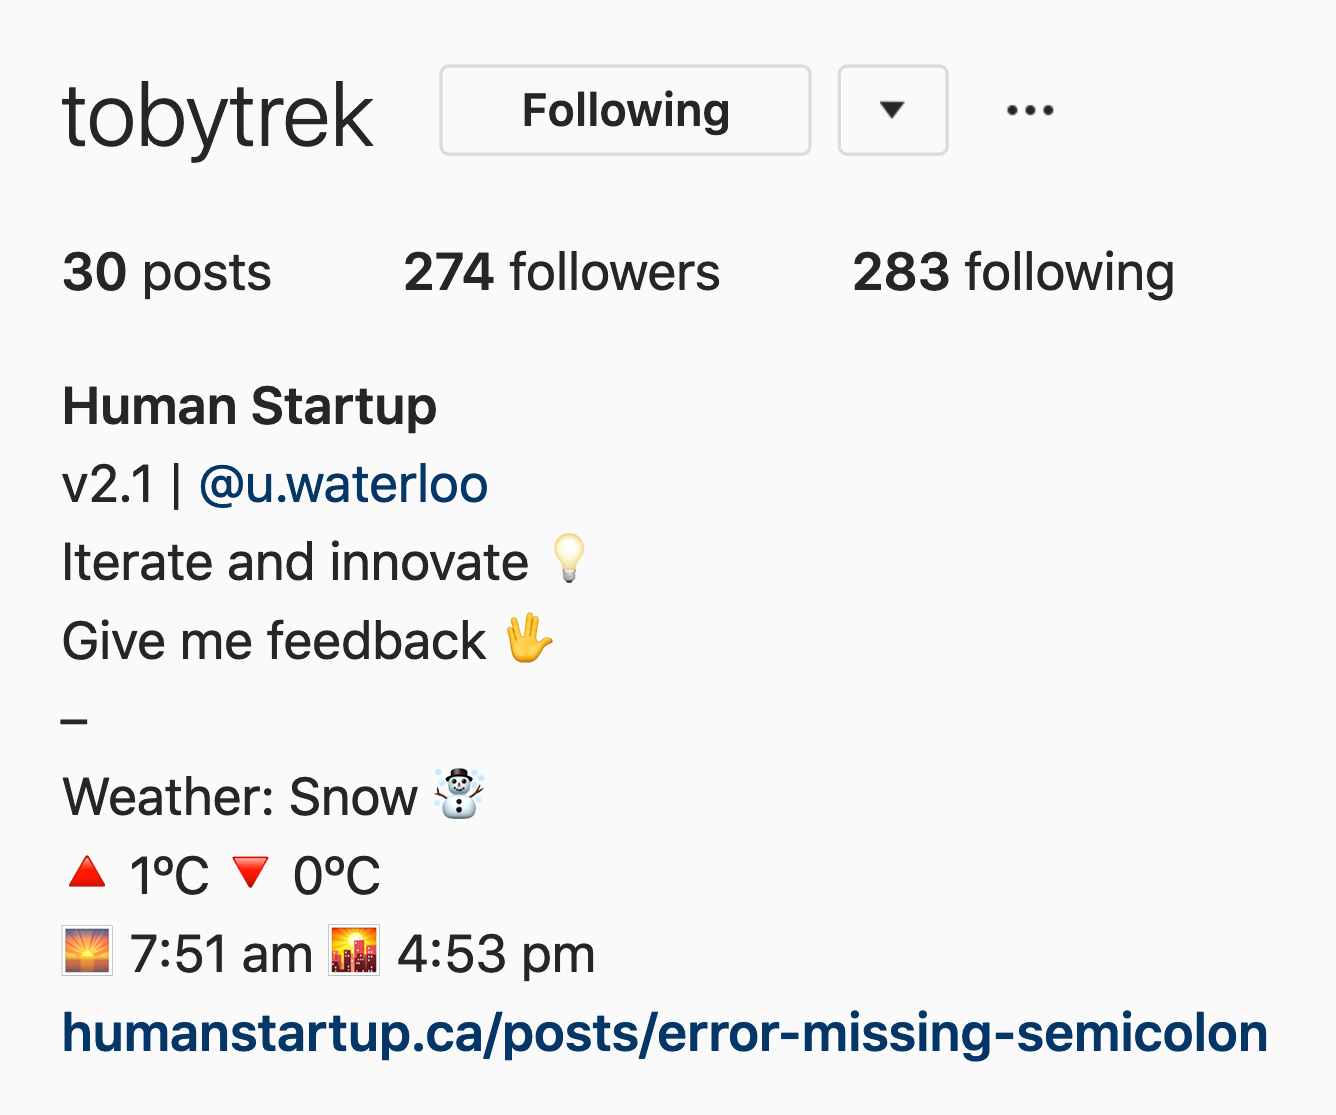 tobytrek Following ▼ •••
30 posts 274 followers 283 following
Human Startup
v2.1 | @u.waterloo
Iterate and innovate 💡
Give me feedback 🖖
–
Weather: Snow ☃️
🔺 1ºC 🔻 0ºC
🌅 7:51 am 🌇 4:53 pm
humanstartup.ca/posts/error-missing-semicolon